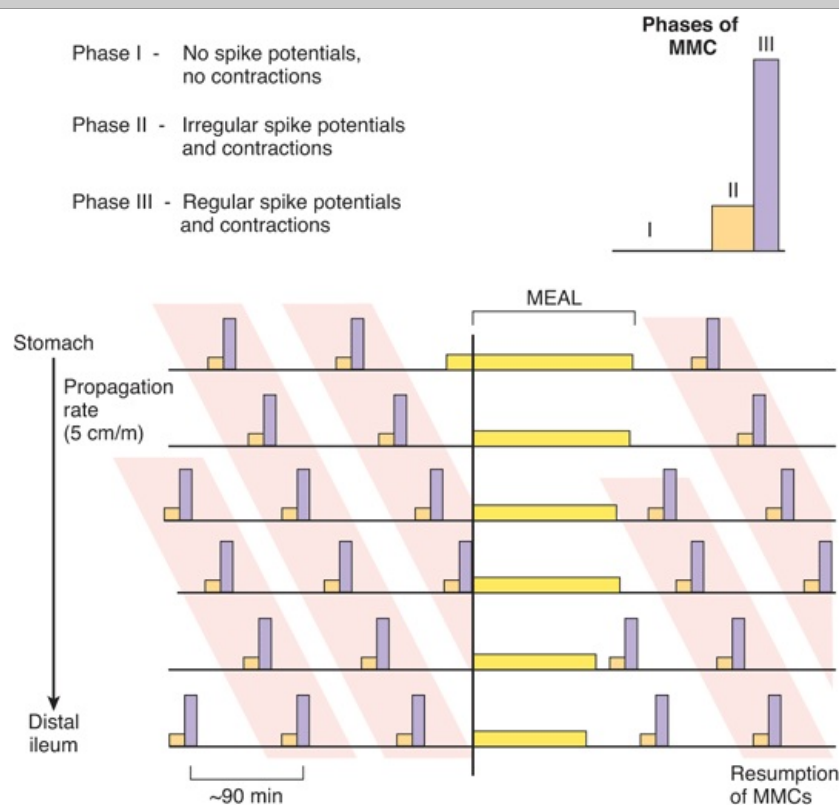 Phases of
MMC
Phase I - No spike potentials,
no contractions
Phase II - Irregular spike potentials
and contractions
Phase III - Regular spike potentials
and contractions
III
II
I
MEAL
Stomach
Propagation
rate
(5 cm/m)
Distal
ileum
~90 min
Resumption
of MMCs